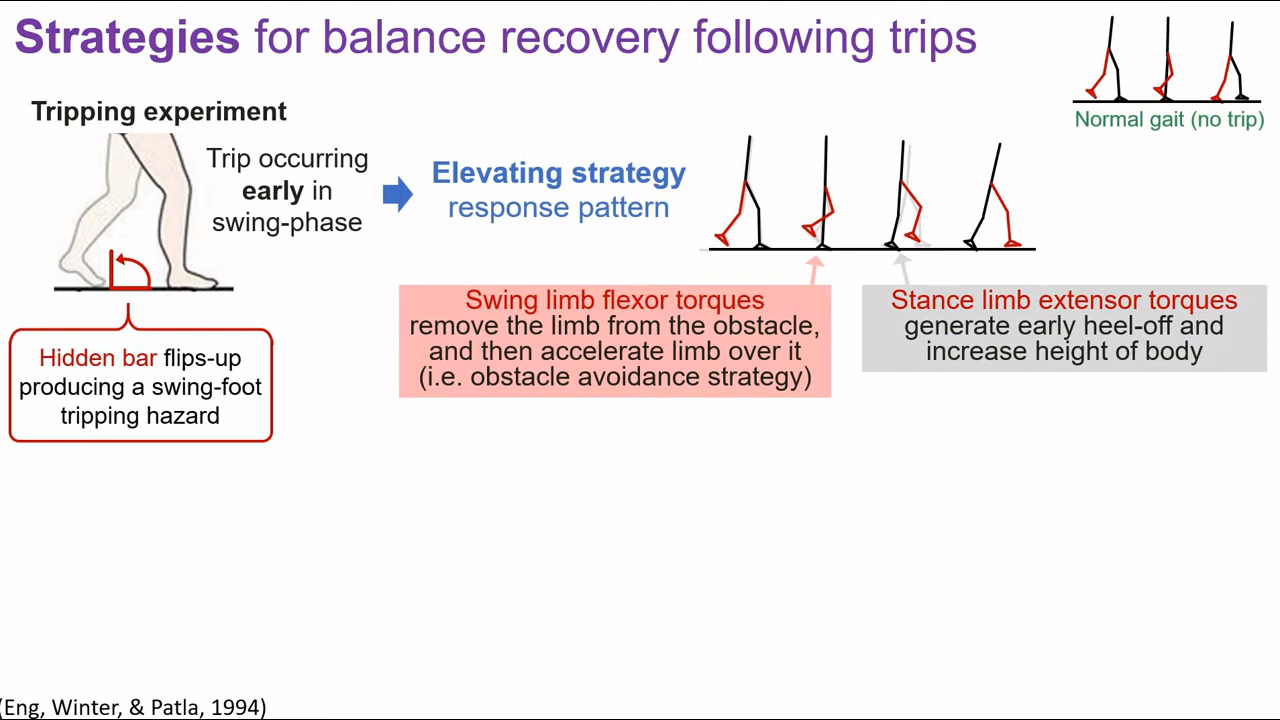 Strategies for balance recovery following trips
Normal gait (no trip)
Tripping experiment
Trip occurring
early in
swing-phase
Elevating strategy
response pattern
Hidden bar flips-up
producing a swing-foot
tripping hazard
Swing limb flexor torques
remove the limb from the obstacle,
and then accelerate limb over it
(i.e. obstacle avoidance strategy)
Stance limb extensor torques
generate early heel-off and
increase height of body
(Eng, Winter, & Patla, 1994)